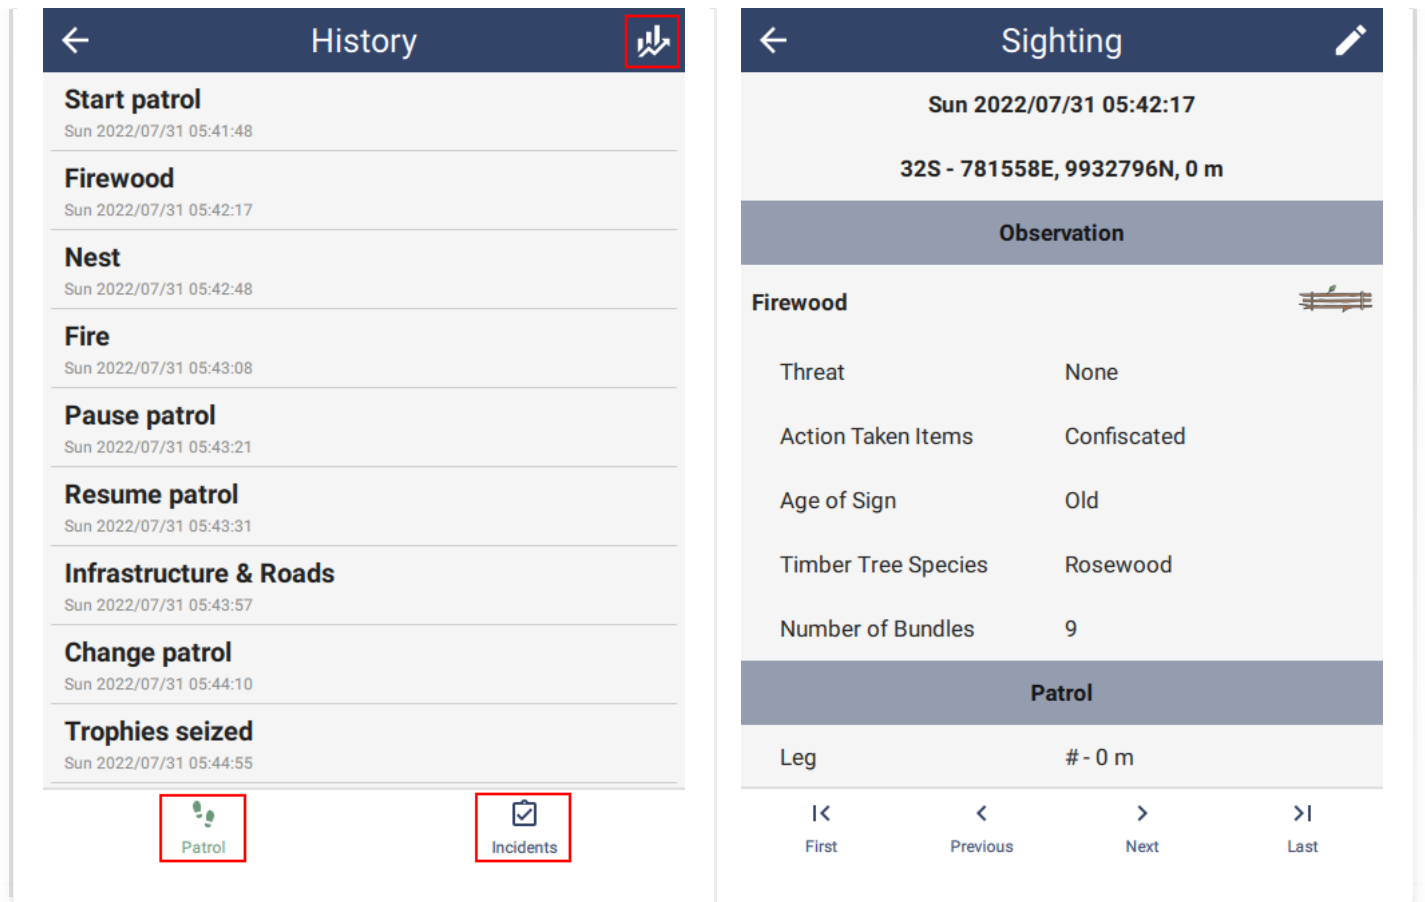 History
Start patrol
Sun 2022/07/31 05:41:48
Firewood
Sun 2022/07/31 05:42:17
Nest
Sun 2022/07/31 05:42:48
Fire
Sun 2022/07/31 05:43:08
Pause patrol
Sun 2022/07/31 05:43:21
Resume patrol
Sun 2022/07/31 05:43:31
Infrastructure & Roads
Sun 2022/07/31 05:43:57
Change patrol
Sun 2022/07/31 05:44:10
Trophies seized
Sun 2022/07/31 05:44:55
Patrol Incidents
Sighting
Sun 2022/07/31 05:42:17
32S - 781558E, 9932796N, 0 m
Observation
Firewood
Threat None
Action Taken Items Confiscated
Age of Sign Old
Timber Tree Species Rosewood
Number of Bundles 9
Patrol
Leg # - 0 m
First Previous Next Last